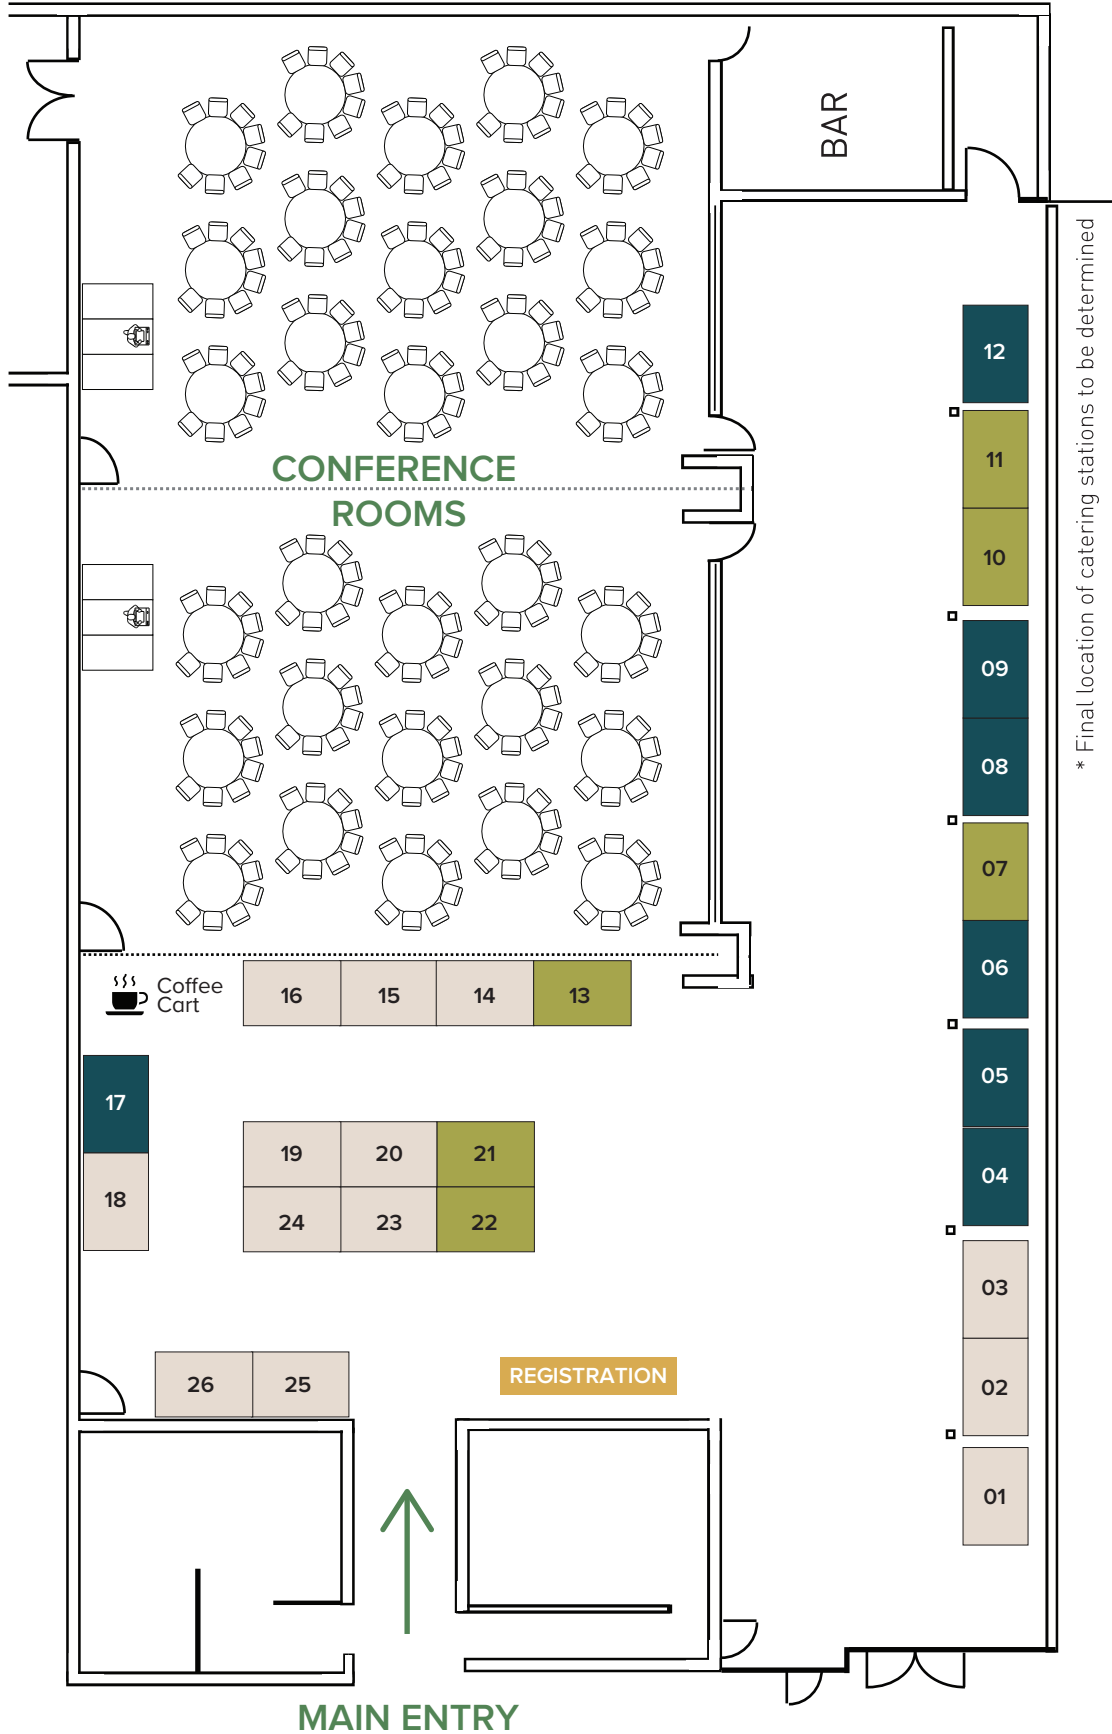 BAR
* Final location of catering stations to be determined
12
11
CONFERENCE
ROOMS
10
09
08
07
06
Coffee
Cart
16 15 14 13
05
17
19 20 21
04
18
24 23 22
03
REGISTRATION
26 25
02
01
MAIN ENTRY